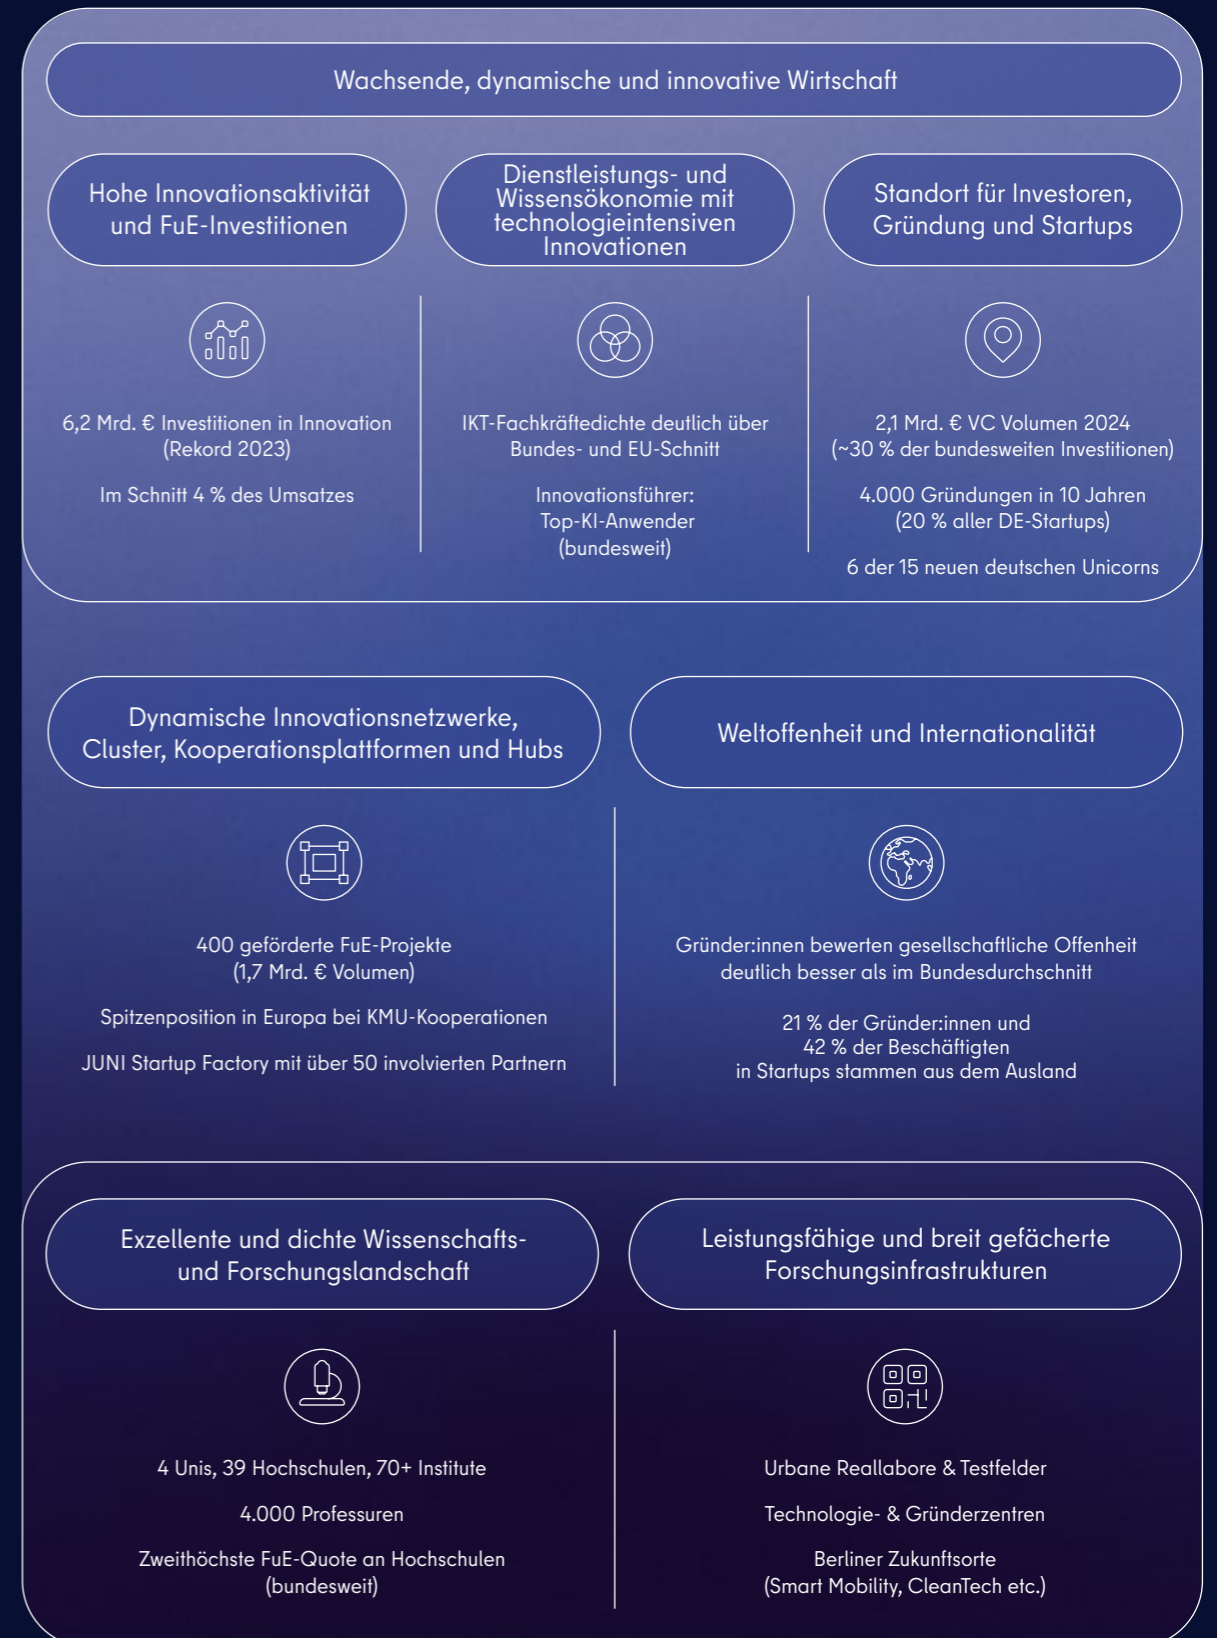 Wachsende, dynamische und innovative Wirtschaft
Hohe Innovationsaktivität
und FuE-Investitionen
6,2 Mrd. € Investitionen in Innovation
(Rekord 2023)
Im Schnitt 4 % des Umsatzes
Dienstleistungs- und
Wissensökonomie mit
technologieintensiven
Innovationen
IKT-Fachkräftedichte deutlich über
Bundes- und EU-Schnitt
Innovationsführer:
Top-KI-Anwender
(bundesweit)
Standort für Investoren,
Gründung und Startups
2,1 Mrd. € VC Volumen 2024
(~30 % der bundesweiten Investitionen)
4.000 Gründungen in 10 Jahren
(20 % aller DE-Startups)
6 der 15 neuen deutschen Unicorns
Dynamische Innovationsnetzwerke,
Cluster, Kooperationsplattformen und Hubs
400 geförderte FuE-Projekte
(1,7 Mrd. € Volumen)
Spitzenposition in Europa bei KMU-Kooperationen
JUNI Startup Factory mit über 50 involvierten Partnern
Weltoffenheit und Internationalität
Gründer:innen bewerten gesellschaftliche Offenheit
deutlich besser als im Bundesdurchschnitt
21 % der Gründer:innen und
42 % der Beschäftigten
in Startups stammen aus dem Ausland
Exzellente und dichte Wissenschafts-
und Forschungslandschaft
4 Unis, 39 Hochschulen, 70+ Institute
4.000 Professuren
Zweithöchste FuE-Quote an Hochschulen
(bundesweit)
Leistungsfähige und breit gefächerte
Forschungsinfrastrukturen
Urbane Reallabore & Testfelder
Technologie- & Gründerzentren
Berliner Zukunftsorte
(Smart Mobility, CleanTech etc.)